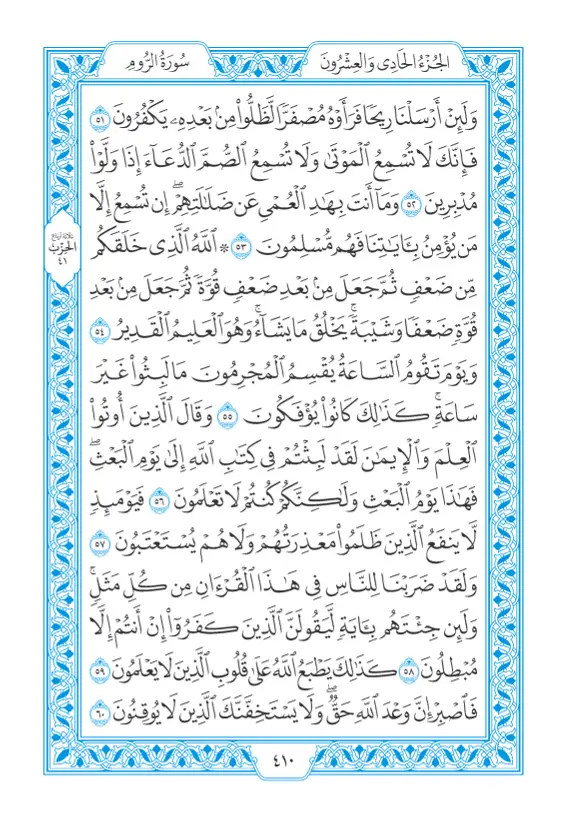 الجُزْءُ الحَادِى وَالعِشْرُونَ
سُورَةُ الرُّومِ
وَلَئِنْ أَرْسَلْنَا رِيحًا فَرَأَوْهُ مُصْفَرًّا لَّظَلُّوا۟ مِنۢ بَعْدِهِۦ يَكْفُرُونَ ٥١
فَإِنَّكَ لَا تُسْمِعُ ٱلْمَوْتَىٰ وَلَا تُسْمِعُ ٱلصُّمَّ ٱلدُّعَآءَ إِذَا وَلَّوْا۟
مُدْبِرِينَ ٥٢ وَمَآ أَنتَ بِهَـٰدِ ٱلْعُمْىِ عَن ضَلَـٰلَتِهِمْ ۖ إِن تُسْمِعُ إِلَّا
مَن يُؤْمِنُ بِـَٔايَـٰتِنَا فَهُم مُّسْلِمُونَ ٥٣ ۞ ٱللَّهُ ٱلَّذِى خَلَقَكُم
مِّن ضَعْفٍ ثُمَّ جَعَلَ مِنۢ بَعْدِ ضَعْفٍ قُوَّةً ثُمَّ جَعَلَ مِنۢ بَعْدِ
قُوَّةٍ ضَعْفًا وَشَيْبَةً ۚ يَخْلُقُ مَا يَشَآءُ ۚ وَهُوَ ٱلْعَلِيمُ ٱلْقَدِيرُ ٥٤
وَيَوْمَ تَقُومُ ٱلسَّاعَةُ يُقْسِمُ ٱلْمُجْرِمُونَ مَا لَبِثُوا۟ غَيْرَ
سَاعَةٍ ۚ كَذَٰلِكَ كَانُوا۟ يُؤْفَكُونَ ٥٥ وَقَالَ ٱلَّذِينَ أُوتُوا۟
ٱلْعِلْمَ وَٱلْإِيمَـٰنَ لَقَدْ لَبِثْتُمْ فِى كِتَـٰبِ ٱللَّهِ إِلَىٰ يَوْمِ ٱلْبَعْثِ ۖ
فَهَـٰذَا يَوْمُ ٱلْبَعْثِ وَلَـٰكِنَّكُمْ كُنتُمْ لَا تَعْلَمُونَ ٥٦ فَيَوْمَئِذٍ
لَّا يَنفَعُ ٱلَّذِينَ ظَلَمُوا۟ مَعْذِرَتُهُمْ وَلَا هُمْ يُسْتَعْتَبُونَ ٥٧
وَلَقَدْ ضَرَبْنَا لِلنَّاسِ فِى هَـٰذَا ٱلْقُرْءَانِ مِن كُلِّ مَثَلٍ ۚ
وَلَئِن جِئْتَهُم بِـَٔايَةٍ لَّيَقُولَنَّ ٱلَّذِينَ كَفَرُوٓا۟ إِنْ أَنتُمْ إِلَّا
مُبْطِلُونَ ٥٨ كَذَٰلِكَ يَطْبَعُ ٱللَّهُ عَلَىٰ قُلُوبِ ٱلَّذِينَ لَا يَعْلَمُونَ ٥٩
فَٱصْبِرْ إِنَّ وَعْدَ ٱللَّهِ حَقٌّ ۖ وَلَا يَسْتَخِفَّنَّكَ ٱلَّذِينَ لَا يُوقِنُونَ ٦٠
ثلاثة أرباع
الحِزْب
٤١
٤١٠